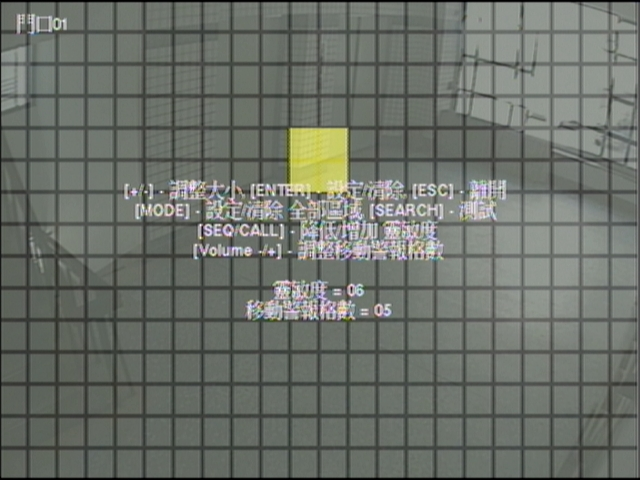 門口01
[+/-] - 調整大小, [ENTER] - 設定/清除, [ESC] - 離開
[MODE] - 設定/清除 全部區域 [SEARCH] - 測試
[SEQ/CALL] - 降低/增加 靈敏度
[Volume -/+] - 調整移動警報格數
靈敏度 = 06
移動警報格數 = 05